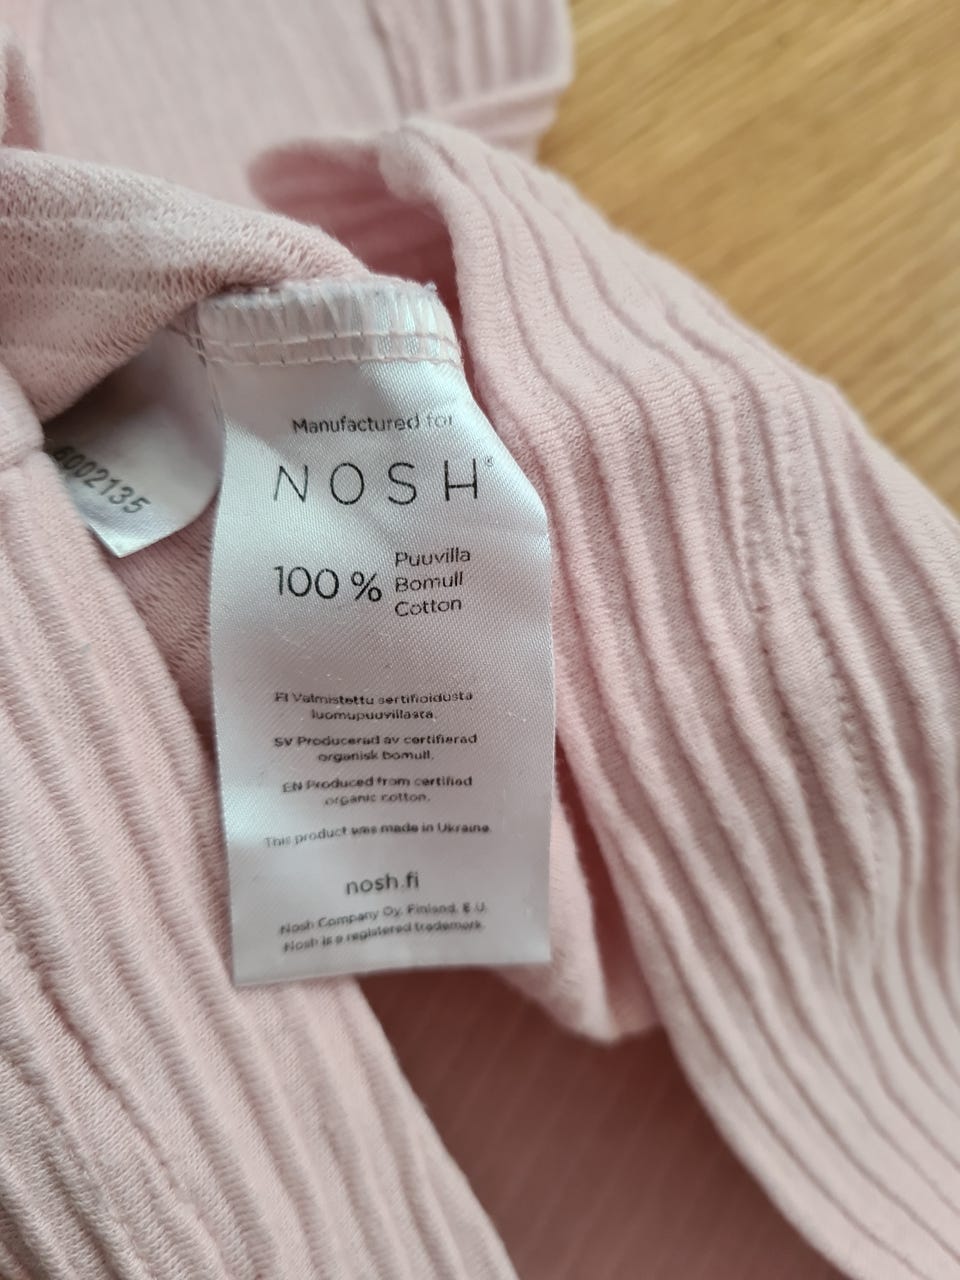 Manufactured for
NOSH®
100 %
Puuvilla
Bomull
Cotton
FI Valmistettu sertifioidusta
luomupuuvillasta.
SV Producerad av certifierad
organisk bomull.
EN Produced from certified
organic cotton.
This product was made in Ukraine.
nosh.fi
Nosh Company Oy, Finland, E.U.
Nosh is a registered trademark.
6002135